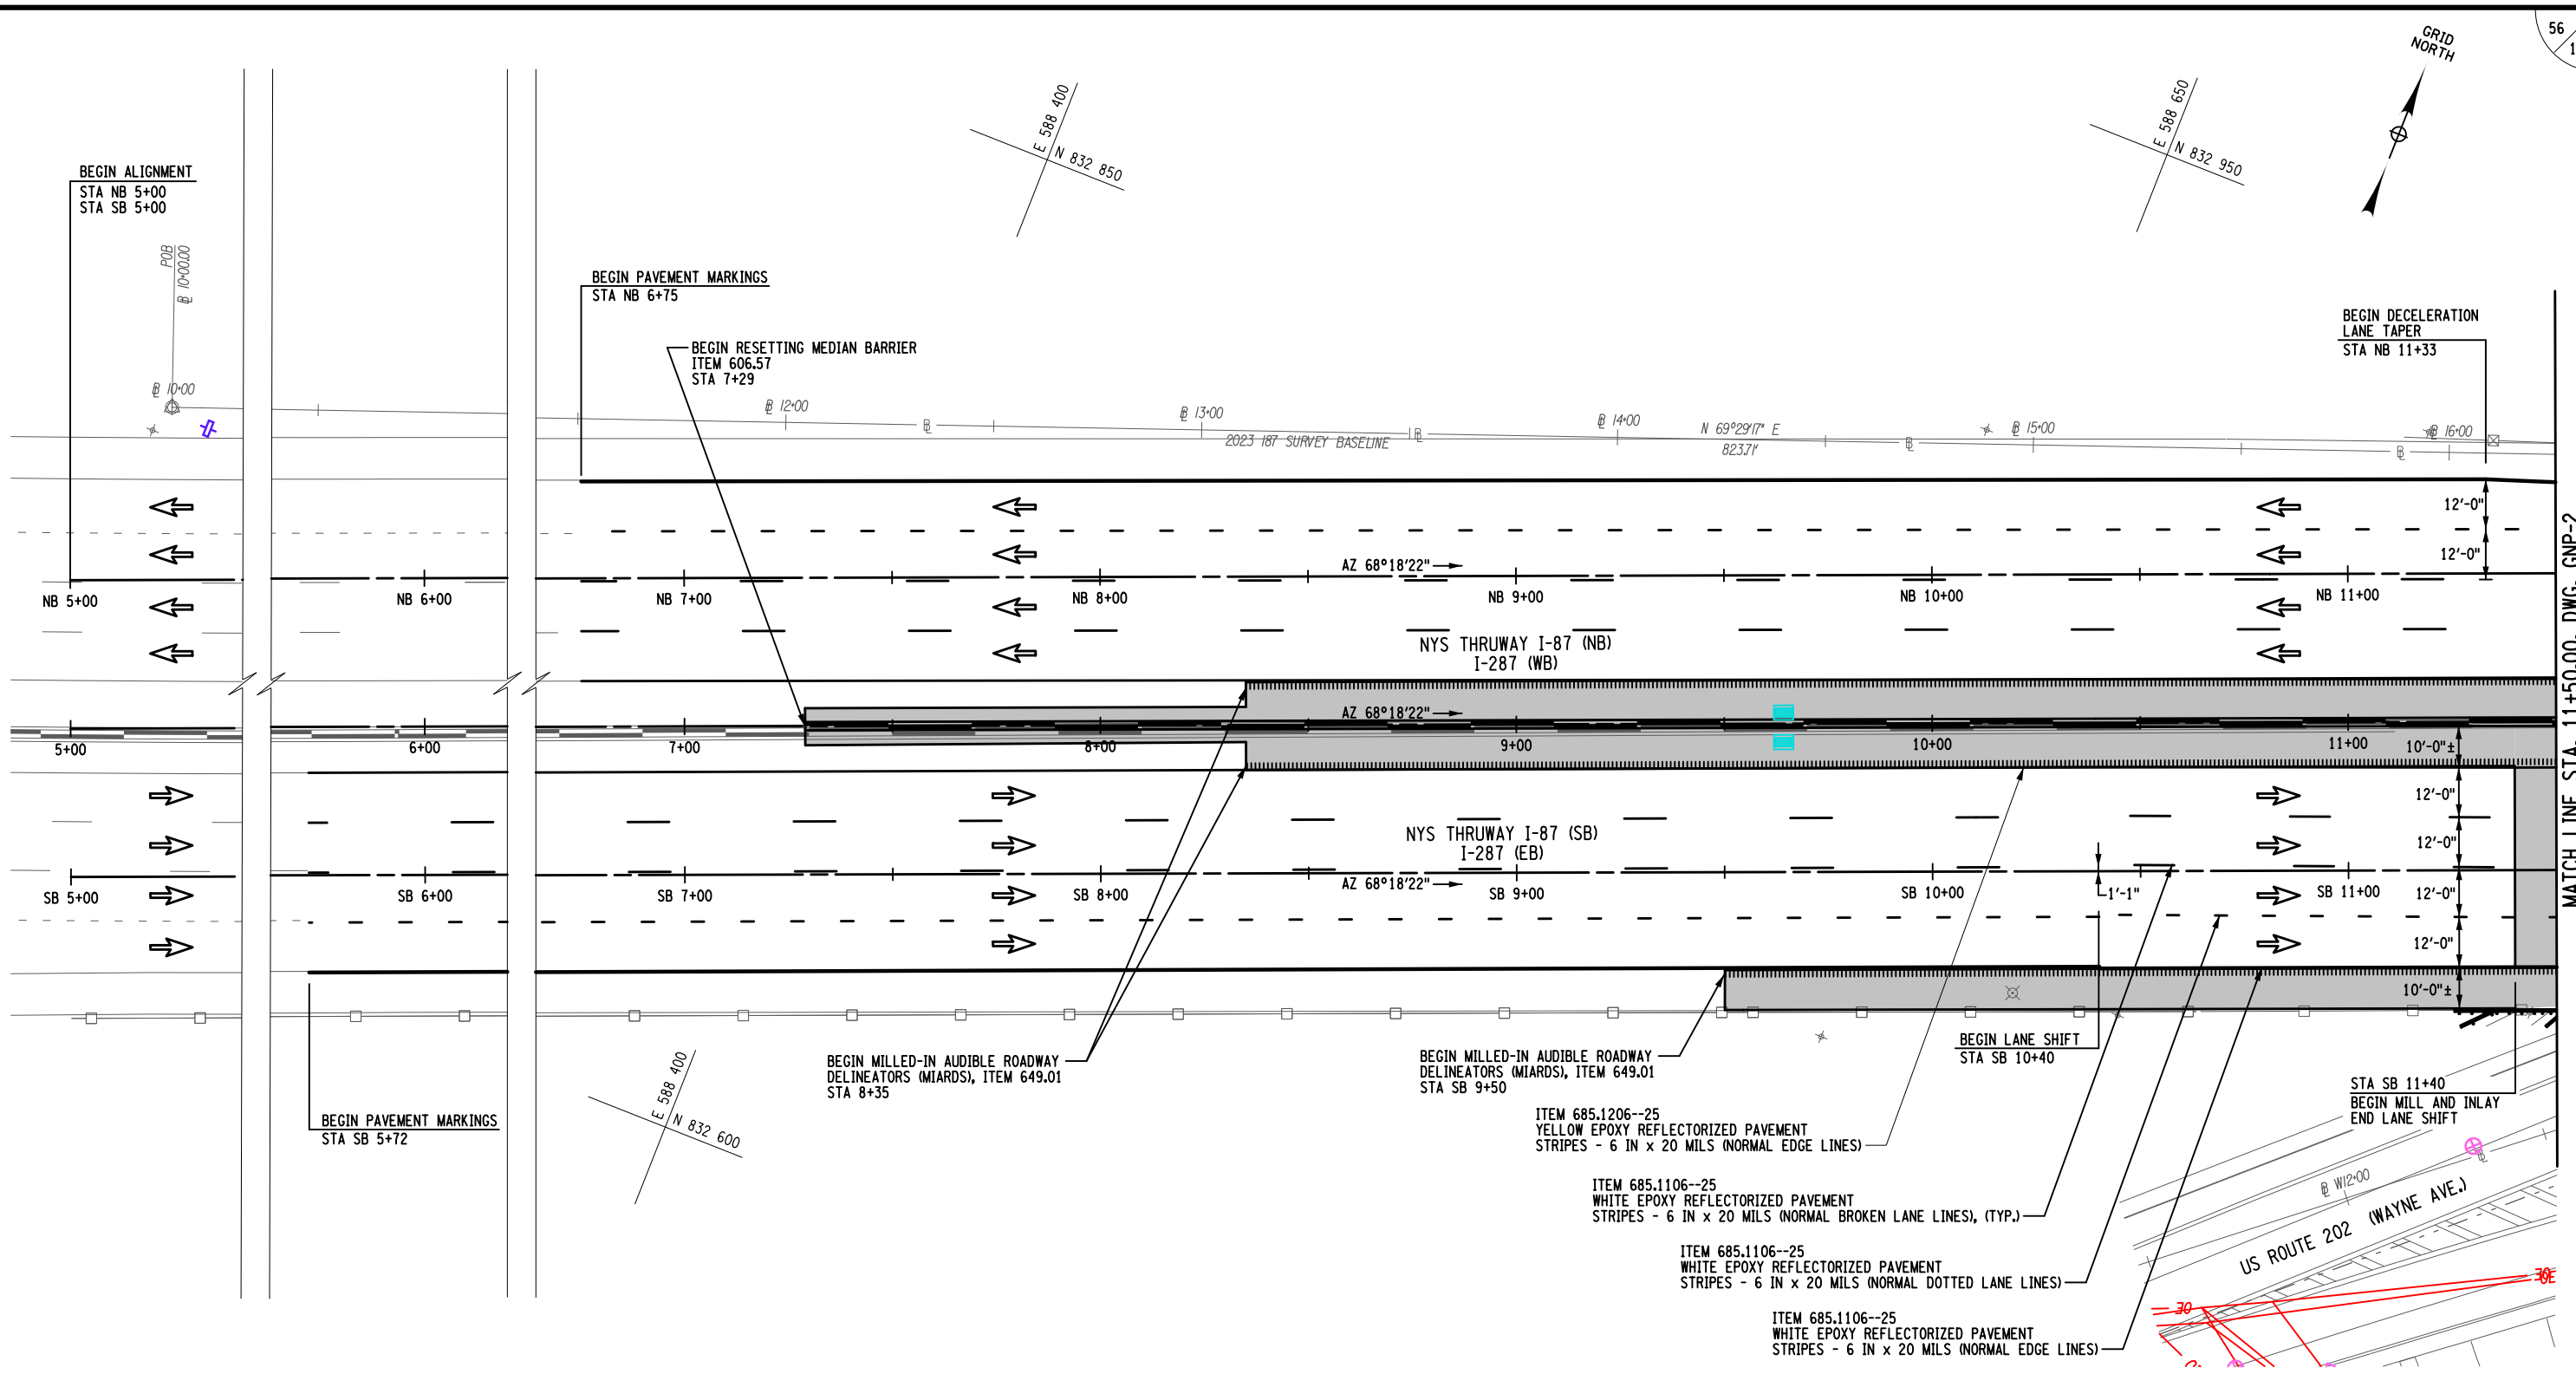 56
1
GRID
NORTH
E 588 400
N 832 850
E 588 650
N 832 950
BEGIN ALIGNMENT
STA NB 5+00
STA SB 5+00
POB
BL 10+00.00
BEGIN PAVEMENT MARKINGS
STA NB 6+75
BEGIN RESETTING MEDIAN BARRIER
ITEM 606.57
STA 7+29
BEGIN DECELERATION
LANE TAPER
STA NB 11+33
BL 10+00
BL 12+00
BL
BL 13+00
2023 I87 SURVEY BASELINE
BL
BL 14+00
N 69°29'17" E
823.71'
BL
BL 15+00
BL
BL 16+00
12'-0"
12'-0"
AZ 68°18'22"
NB 5+00
NB 6+00
NB 7+00
NB 8+00
NB 9+00
NB 10+00
NB 11+00
NYS THRUWAY I-87 (NB)
I-287 (WB)
AZ 68°18'22"
5+00
6+00
7+00
8+00
9+00
10+00
11+00
10'-0"±
12'-0"
12'-0"
NYS THRUWAY I-87 (SB)
I-287 (EB)
AZ 68°18'22"
SB 5+00
SB 6+00
SB 7+00
SB 8+00
SB 9+00
SB 10+00
1'-1"
SB 11+00
12'-0"
12'-0"
10'-0"±
MATCH LINE STA. 11+50.00, DWG. GNP-2
BEGIN MILLED-IN AUDIBLE ROADWAY
DELINEATORS (MIARDS), ITEM 649.01
STA 8+35
BEGIN MILLED-IN AUDIBLE ROADWAY
DELINEATORS (MIARDS), ITEM 649.01
STA SB 9+50
BEGIN LANE SHIFT
STA SB 10+40
STA SB 11+40
BEGIN MILL AND INLAY
END LANE SHIFT
BEGIN PAVEMENT MARKINGS
STA SB 5+72
E 588 400
N 832 600
ITEM 685.1206--25
YELLOW EPOXY REFLECTORIZED PAVEMENT
STRIPES - 6 IN x 20 MILS (NORMAL EDGE LINES)
ITEM 685.1106--25
WHITE EPOXY REFLECTORIZED PAVEMENT
STRIPES - 6 IN x 20 MILS (NORMAL BROKEN LANE LINES), (TYP.)
ITEM 685.1106--25
WHITE EPOXY REFLECTORIZED PAVEMENT
STRIPES - 6 IN x 20 MILS (NORMAL DOTTED LANE LINES)
ITEM 685.1106--25
WHITE EPOXY REFLECTORIZED PAVEMENT
STRIPES - 6 IN x 20 MILS (NORMAL EDGE LINES)
BL
BL W12+00
US ROUTE 202 (WAYNE AVE.)